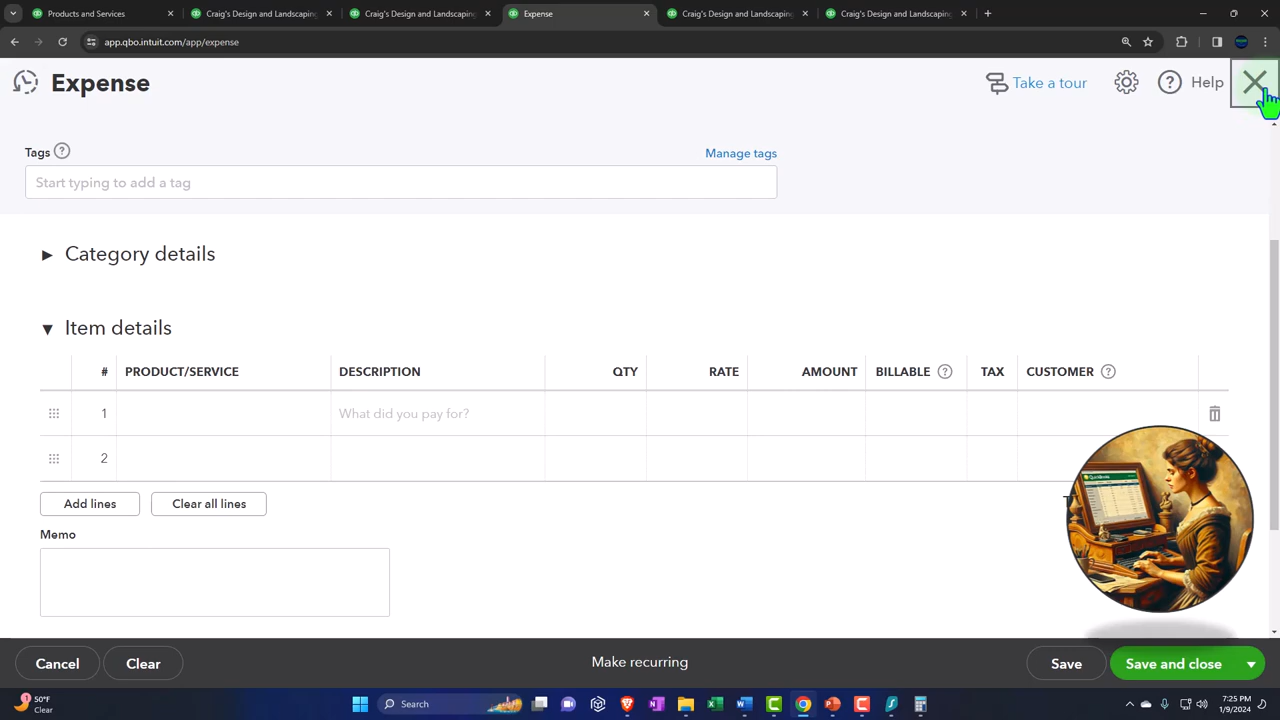 Products and Services
Craig's Design and Landscaping
Craig's Design and Landscaping
Expense
Craig's Design and Landscaping
Craig's Design and Landscaping
app.qbo.intuit.com/app/expense
Expense
Take a tour
Help
Tags
Manage tags
Start typing to add a tag
Category details
Item details
# PRODUCT/SERVICE DESCRIPTION QTY RATE AMOUNT BILLABLE TAX CUSTOMER
1 What did you pay for?
2
Add lines
Clear all lines
Memo
Cancel
Clear
Make recurring
Save
Save and close
1
50°F
Clear
Search
7:25 PM
1/9/2024